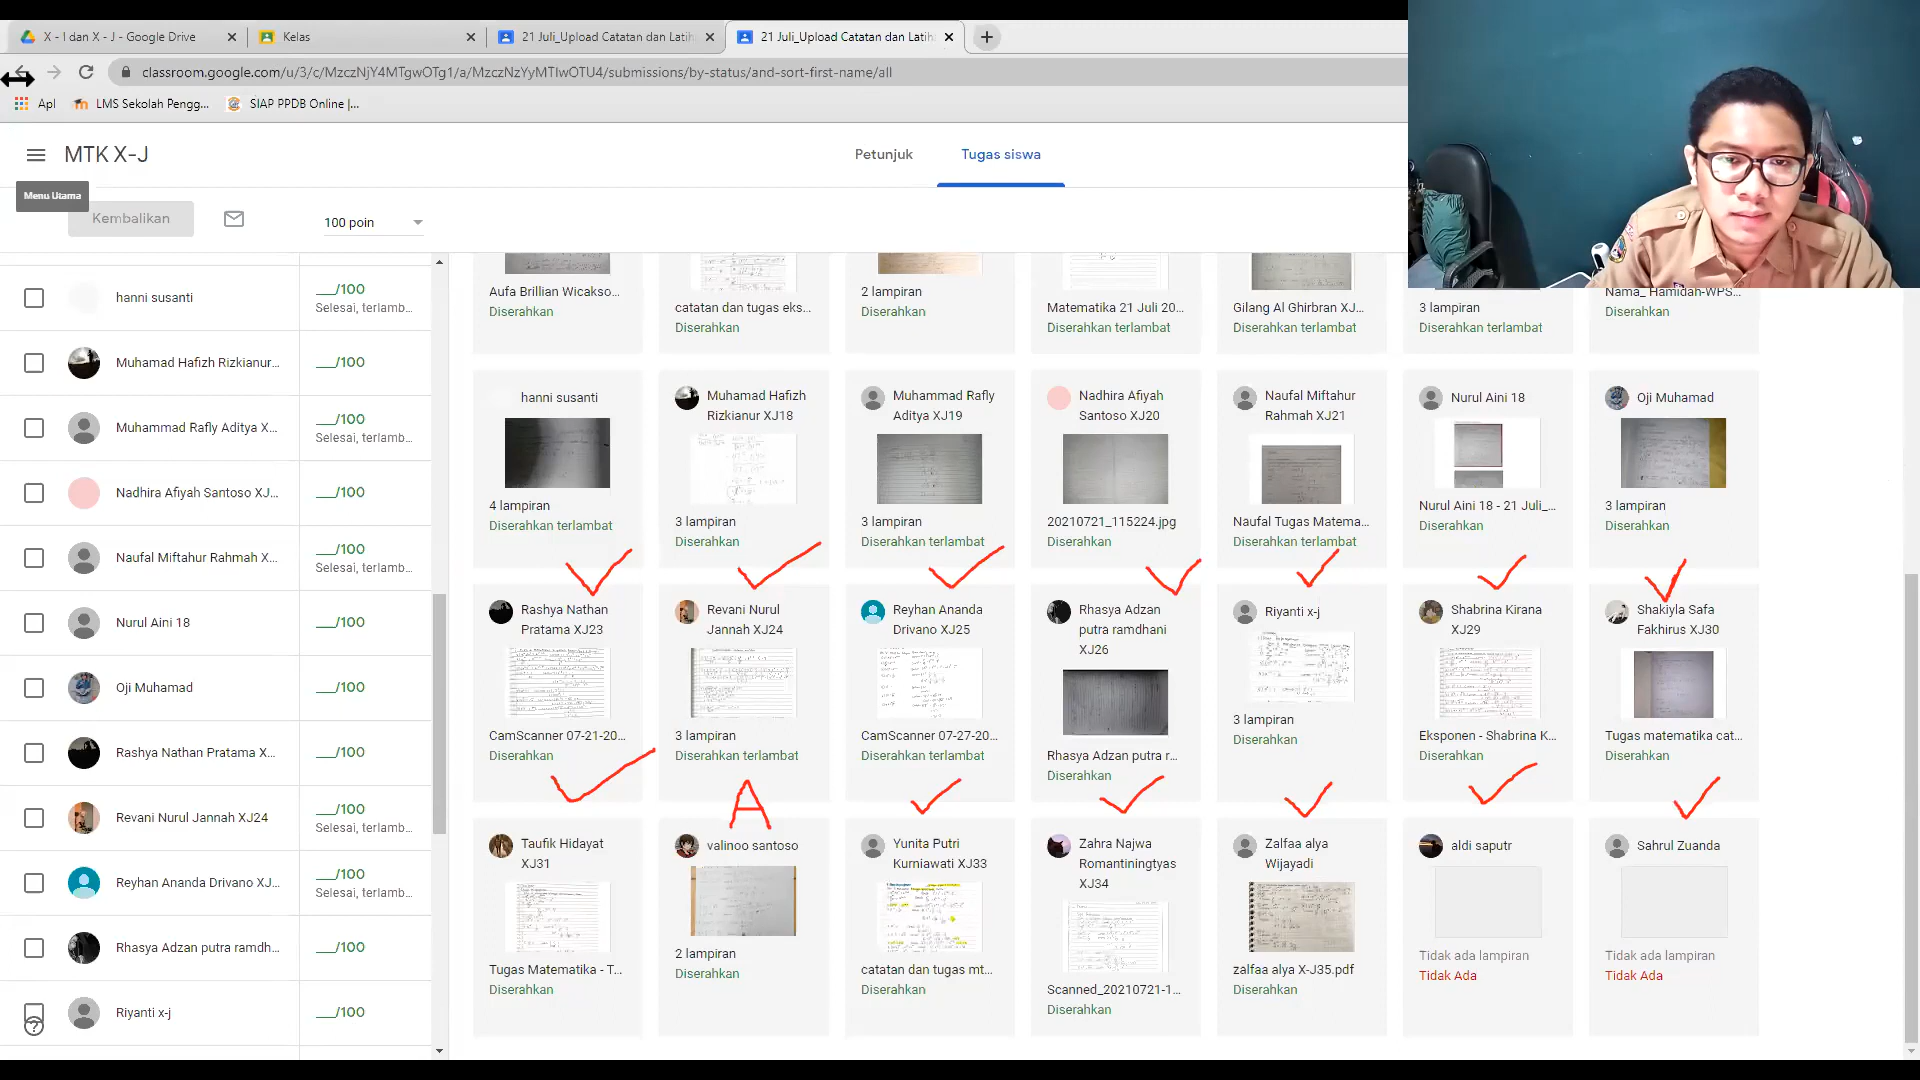 X - I dan X - J - Google Drive
Kelas
21 Juli_Upload Catatan dan Latih
21 Juli_Upload Catatan dan Latih
classroom.google.com/u/3/c/MzczNjY4MTgwOTg1/a/MzczNzYyMTIwOTU4/submissions/by-status/and-sort-first-name/all
Apl
LMS Sekolah Pengg...
SIAP PPDB Online |...
MTK X-J
Petunjuk
Tugas siswa
Menu Utama
Kembalikan
100 poin
hanni susanti
__/100
Selesai, terlamb...
Muhamad Hafizh Rizkianur...
__/100
Muhammad Rafly Aditya X...
__/100
Selesai, terlamb...
Nadhira Afiyah Santoso XJ...
__/100
Naufal Miftahur Rahmah X...
__/100
Selesai, terlamb...
Nurul Aini 18
__/100
Oji Muhamad
__/100
Rashya Nathan Pratama X...
__/100
Revani Nurul Jannah XJ24
__/100
Selesai, terlamb...
Reyhan Ananda Drivano XJ...
__/100
Selesai, terlamb...
Rhasya Adzan putra ramdh...
__/100
Riyanti x-j
__/100
Aufa Brillian Wicakso...
Diserahkan
catatan dan tugas eks...
Diserahkan
2 lampiran
Diserahkan
Matematika 21 Juli 20...
Diserahkan terlambat
Gilang Al Ghirbran XJ...
Diserahkan terlambat
3 lampiran
Diserahkan terlambat
Nama_ Hamidah-WPS...
Diserahkan
hanni susanti
4 lampiran
Diserahkan terlambat
Muhamad Hafizh
Rizkianur XJ18
3 lampiran
Diserahkan
Muhammad Rafly
Aditya XJ19
3 lampiran
Diserahkan terlambat
Nadhira Afiyah
Santoso XJ20
20210721_115224.jpg
Diserahkan
Naufal Miftahur
Rahmah XJ21
Naufal Tugas Matema...
Diserahkan terlambat
Nurul Aini 18
Nurul Aini 18 - 21 Juli_...
Diserahkan
Oji Muhamad
3 lampiran
Diserahkan
Rashya Nathan
Pratama XJ23
CamScanner 07-21-20...
Diserahkan
Revani Nurul
Jannah XJ24
3 lampiran
Diserahkan terlambat
Reyhan Ananda
Drivano XJ25
CamScanner 07-27-20...
Diserahkan terlambat
Rhasya Adzan
putra ramdhani
XJ26
Rhasya Adzan putra r...
Diserahkan
Riyanti x-j
3 lampiran
Diserahkan
Shabrina Kirana
XJ29
Eksponen - Shabrina K...
Diserahkan
Shakiyla Safa
Fakhirus XJ30
Tugas matematika cat...
Diserahkan
A
Taufik Hidayat
XJ31
Tugas Matematika - T...
Diserahkan
valinoo santoso
2 lampiran
Diserahkan
Yunita Putri
Kurniawati XJ33
catatan dan tugas mt...
Diserahkan
Zahra Najwa
Romantiningtyas
XJ34
Scanned_20210721-1...
Diserahkan
Zalfaa alya
Wijayadi
zalfaa alya X-J35.pdf
Diserahkan
aldi saputr
Tidak ada lampiran
Tidak Ada
Sahrul Zuanda
Tidak ada lampiran
Tidak Ada